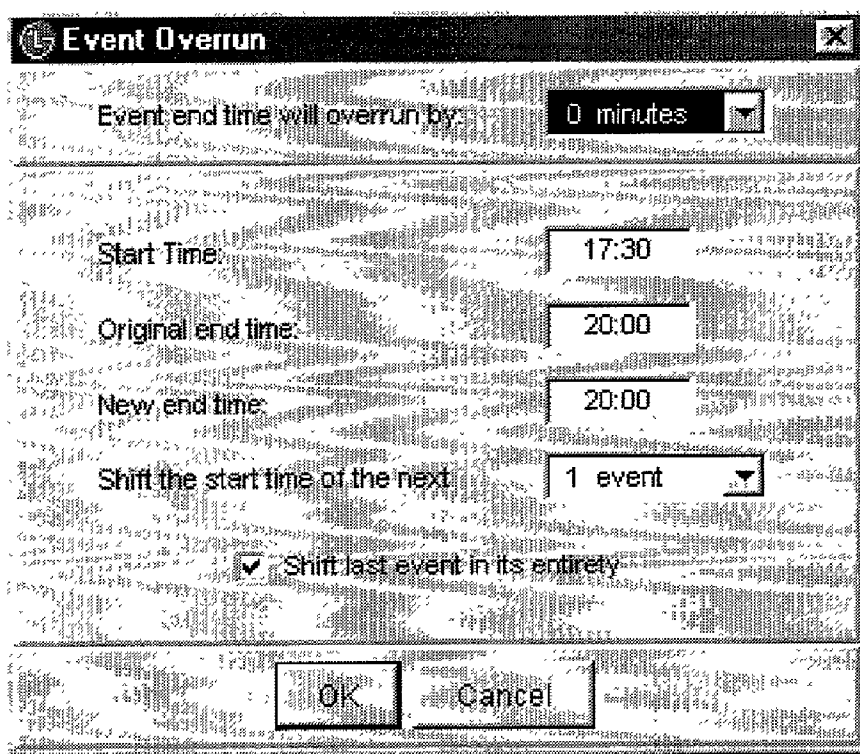 Event Overrun
Event end time will overrun by: 0 minutes
Start Time: 17:30
Original end time: 20:00
New end time: 20:00
Shift the start time of the next 1 event
Shift last event in its entirety
OK Cancel